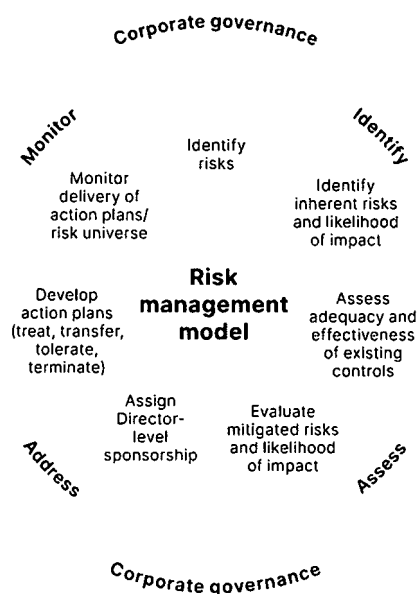 Corporate governance
Monitor
Identify
Identify
risks
Monitor
delivery of
action plans/
risk universe
Identify
inherent risks
and likelihood
of impact
Risk
management
model
Develop
action plans
(treat, transfer,
tolerate,
terminate)
Assess
adequacy and
effectiveness
of existing
controls
Assign
Director-
level
sponsorship
Evaluate
mitigated risks
and likelihood
of impact
Address
Assess
Corporate governance